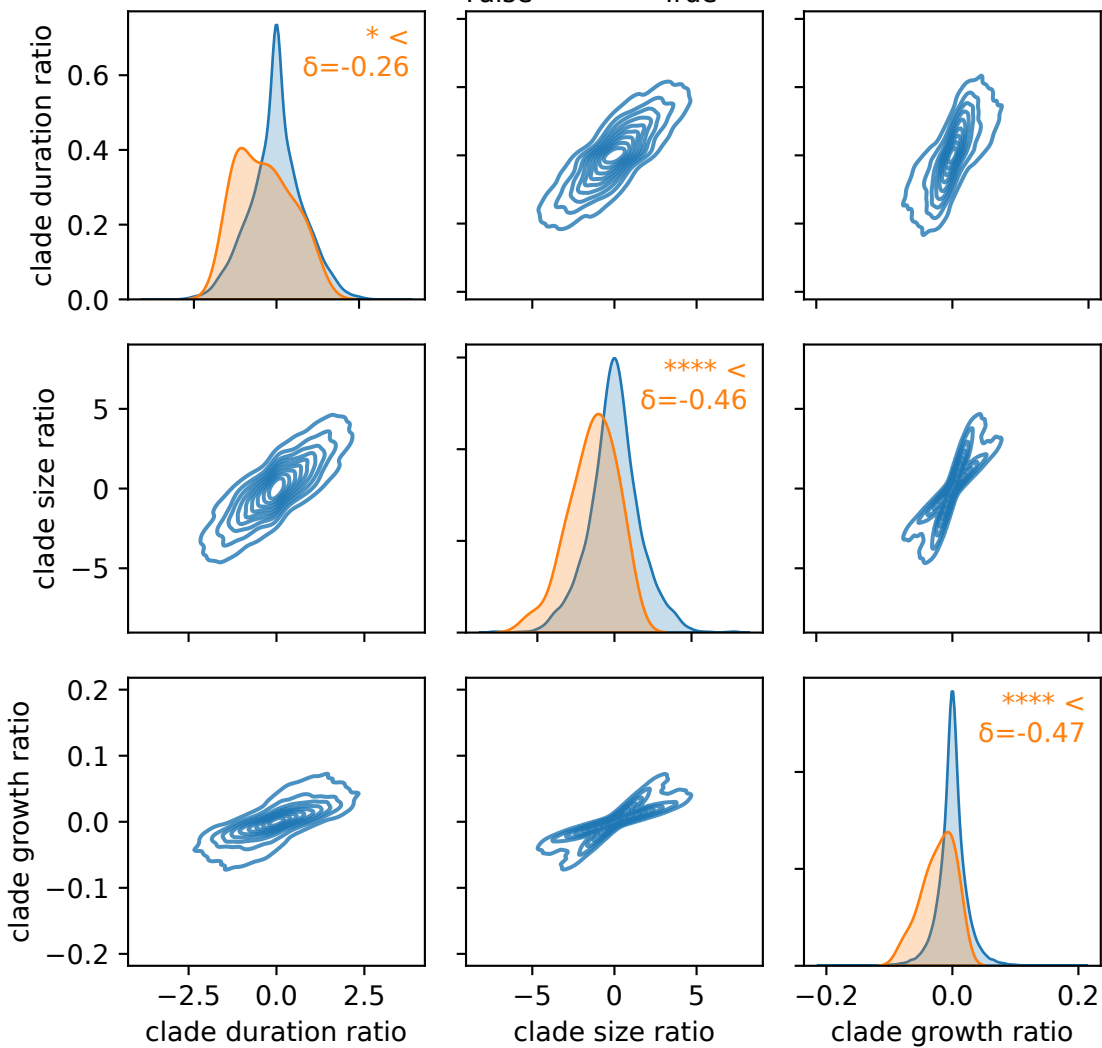 False True
clade duration ratio
0.6
0.4
0.2
0.0
* <
δ=-0.26
clade size ratio
5
0
−5
**** <
δ=-0.46
clade growth ratio
0.2
0.1
0.0
−0.1
−0.2
**** <
δ=-0.47
−2.5 0.0 2.5
−5 0 5
−0.2 0.0 0.2
clade duration ratio
clade size ratio
clade growth ratio